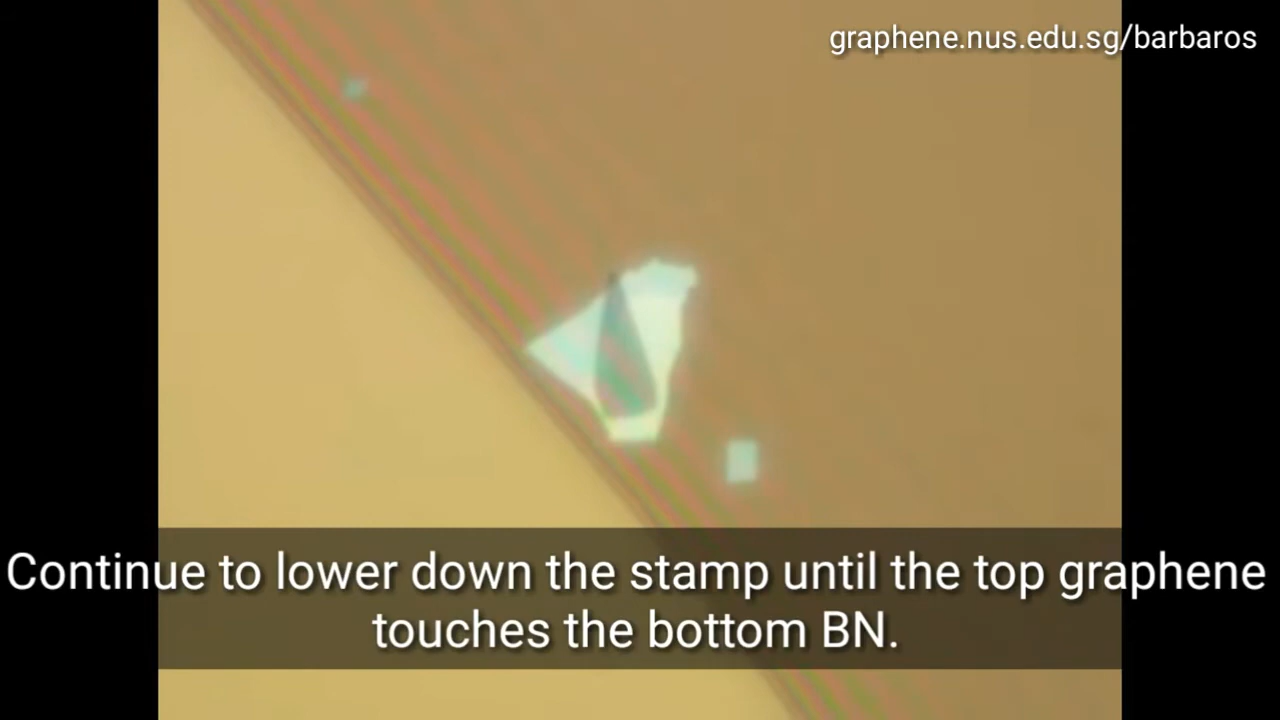 graphene.nus.edu.sg/barbaros
Continue to lower down the stamp until the top graphene
touches the bottom BN.